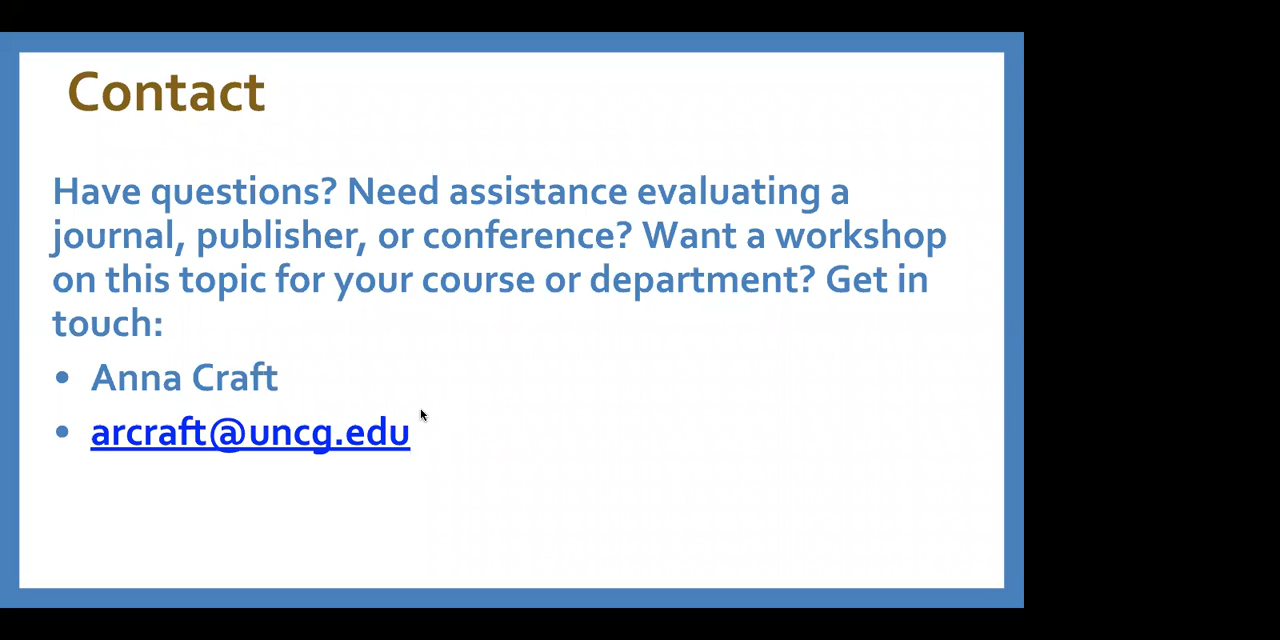 Contact
Have questions? Need assistance evaluating a
journal, publisher, or conference? Want a workshop
on this topic for your course or department? Get in
touch:
• Anna Craft
• arcraft@uncg.edu